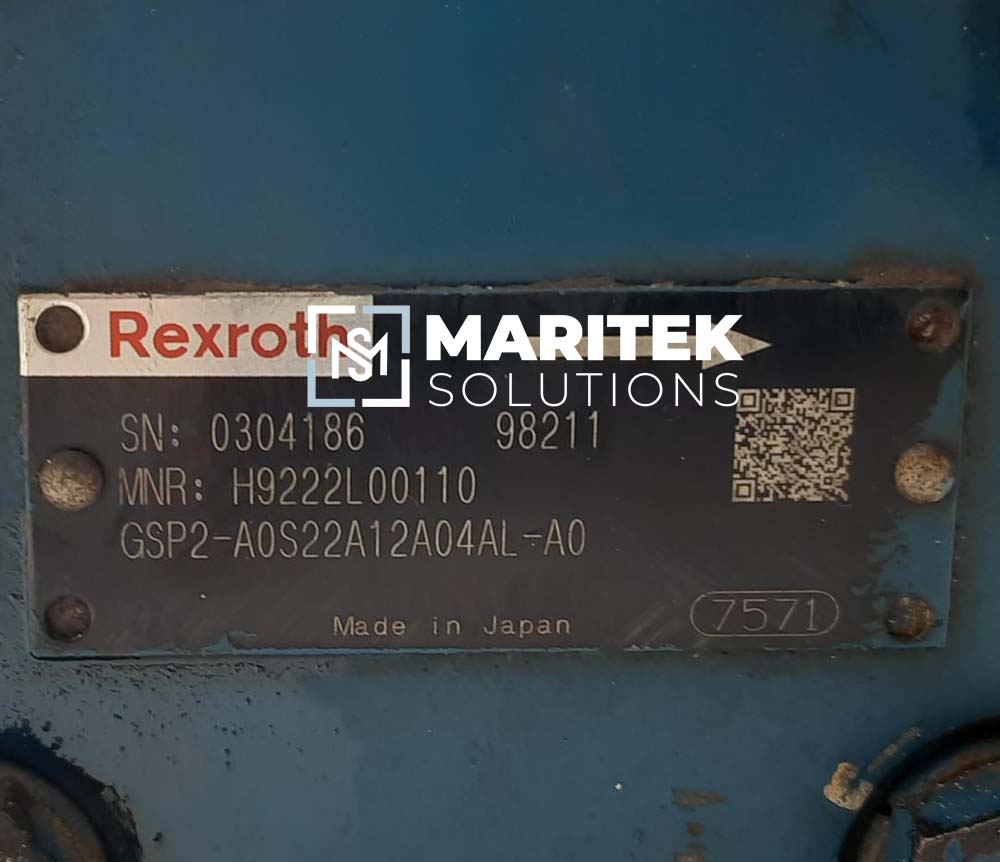 Rexroth
MARITEK
SOLUTIONS
SN: 0304186 98211
MNR: H9222L00110
GSP2-A0S22A12A04AL-A0
Made in Japan
7571